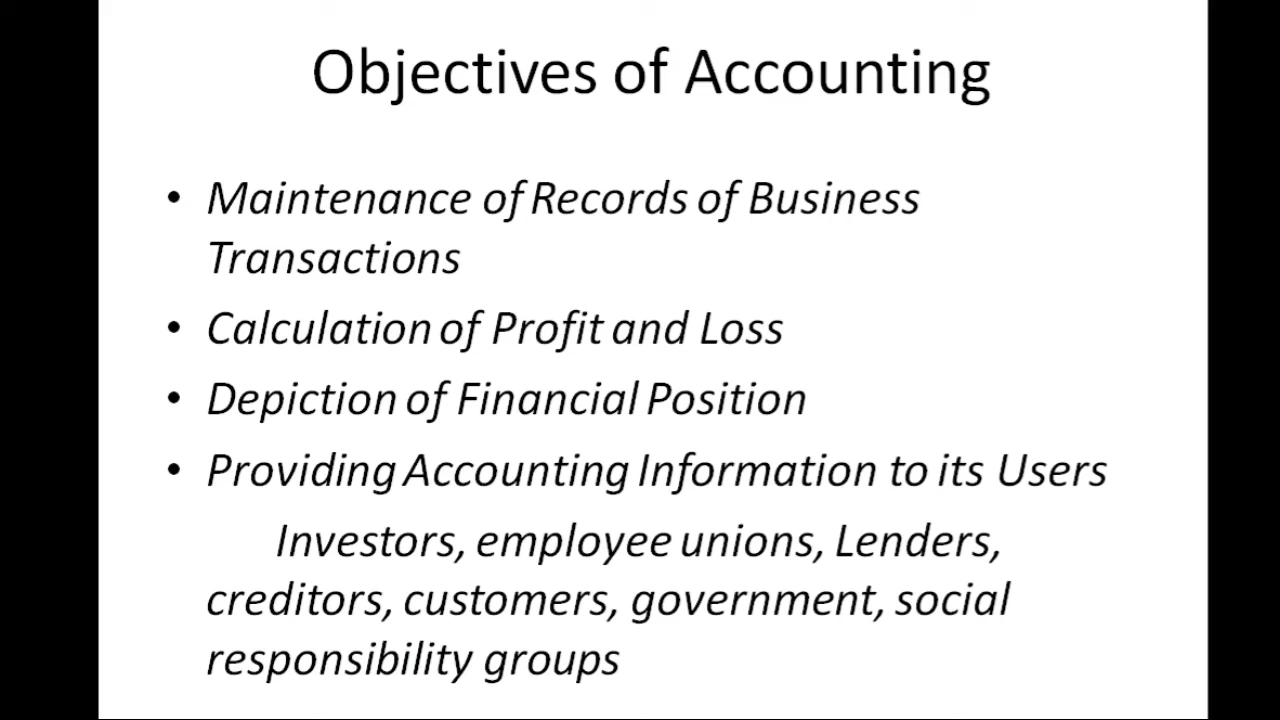 Objectives of Accounting
• Maintenance of Records of Business
Transactions
• Calculation of Profit and Loss
• Depiction of Financial Position
• Providing Accounting Information to its Users
Investors, employee unions, Lenders,
creditors, customers, government, social
responsibility groups